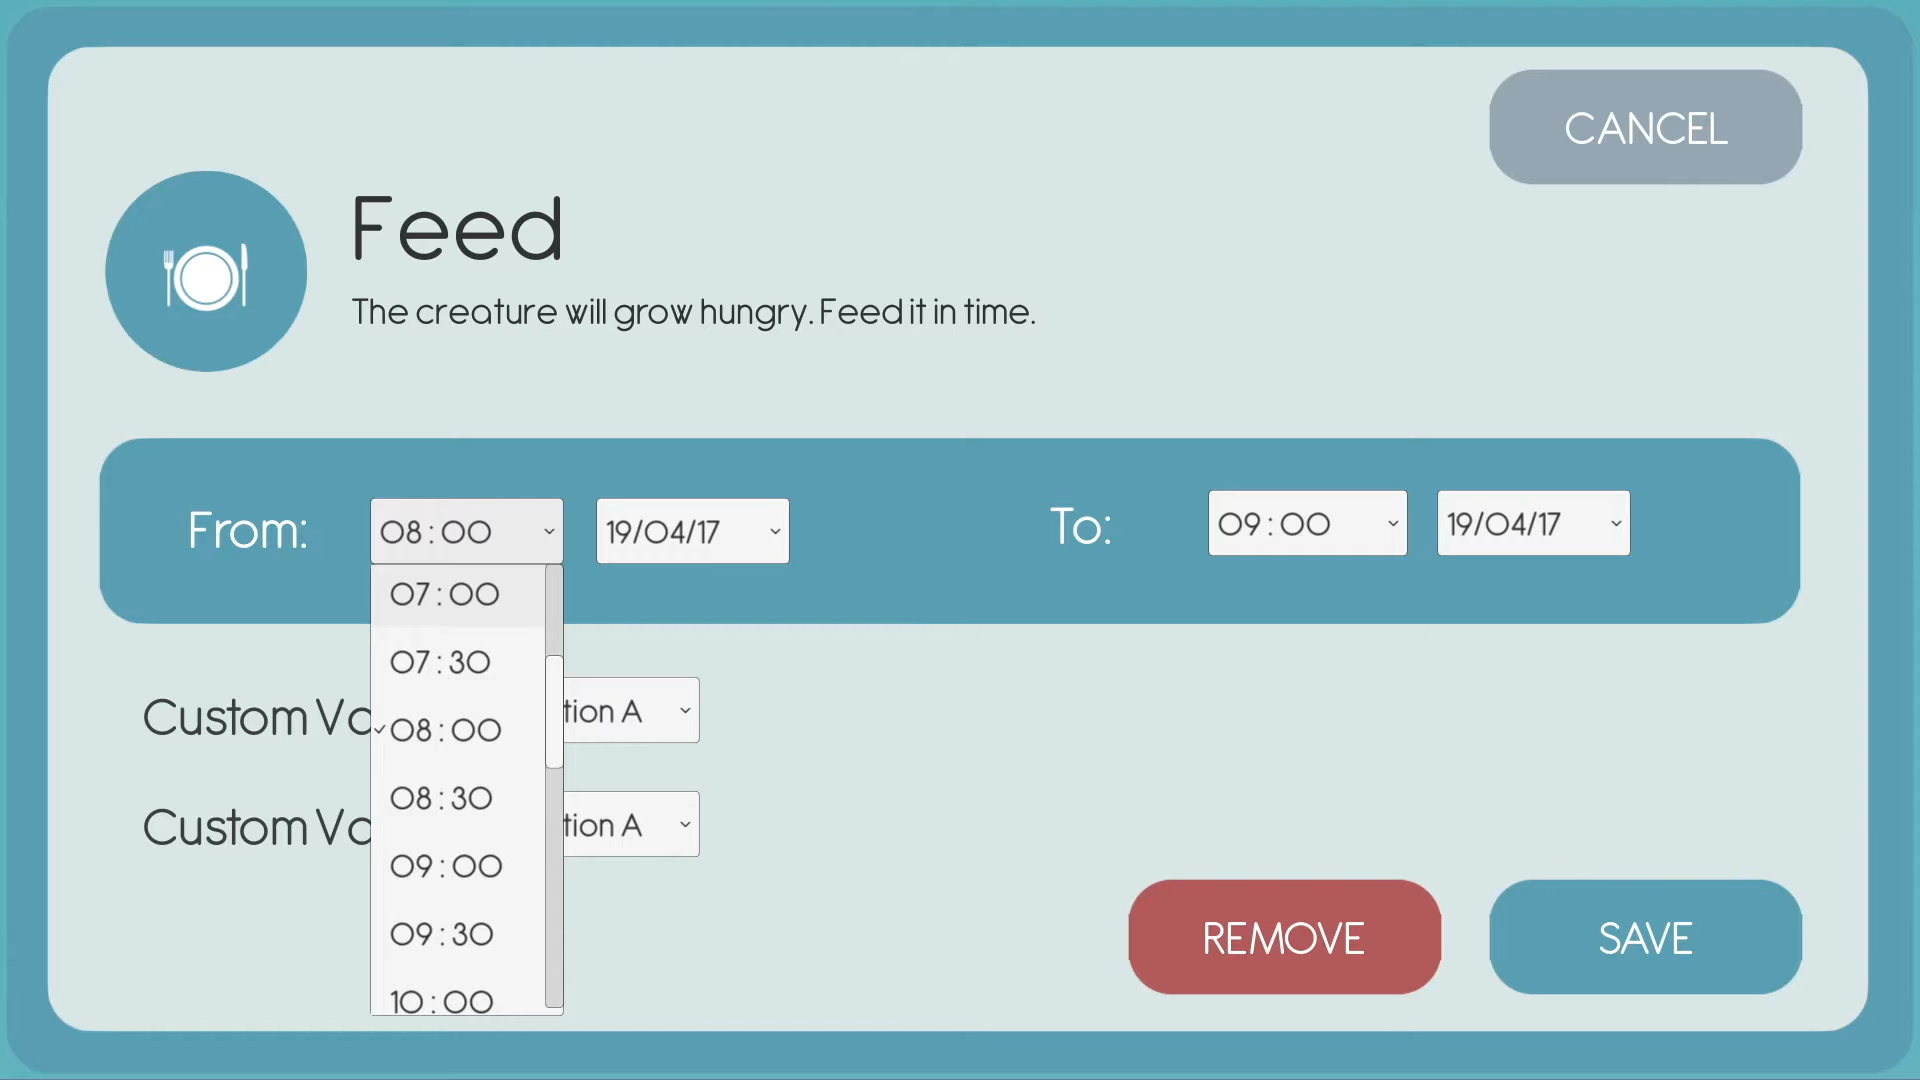 CANCEL
Feed
The creature will grow hungry. Feed it in time.
From: 08:00 19/04/17 To: 09:00 19/04/17
07:00
07:30
08:00
08:30
09:00
09:30
10:00
Custom
tion A
Custom
tion A
REMOVE
SAVE